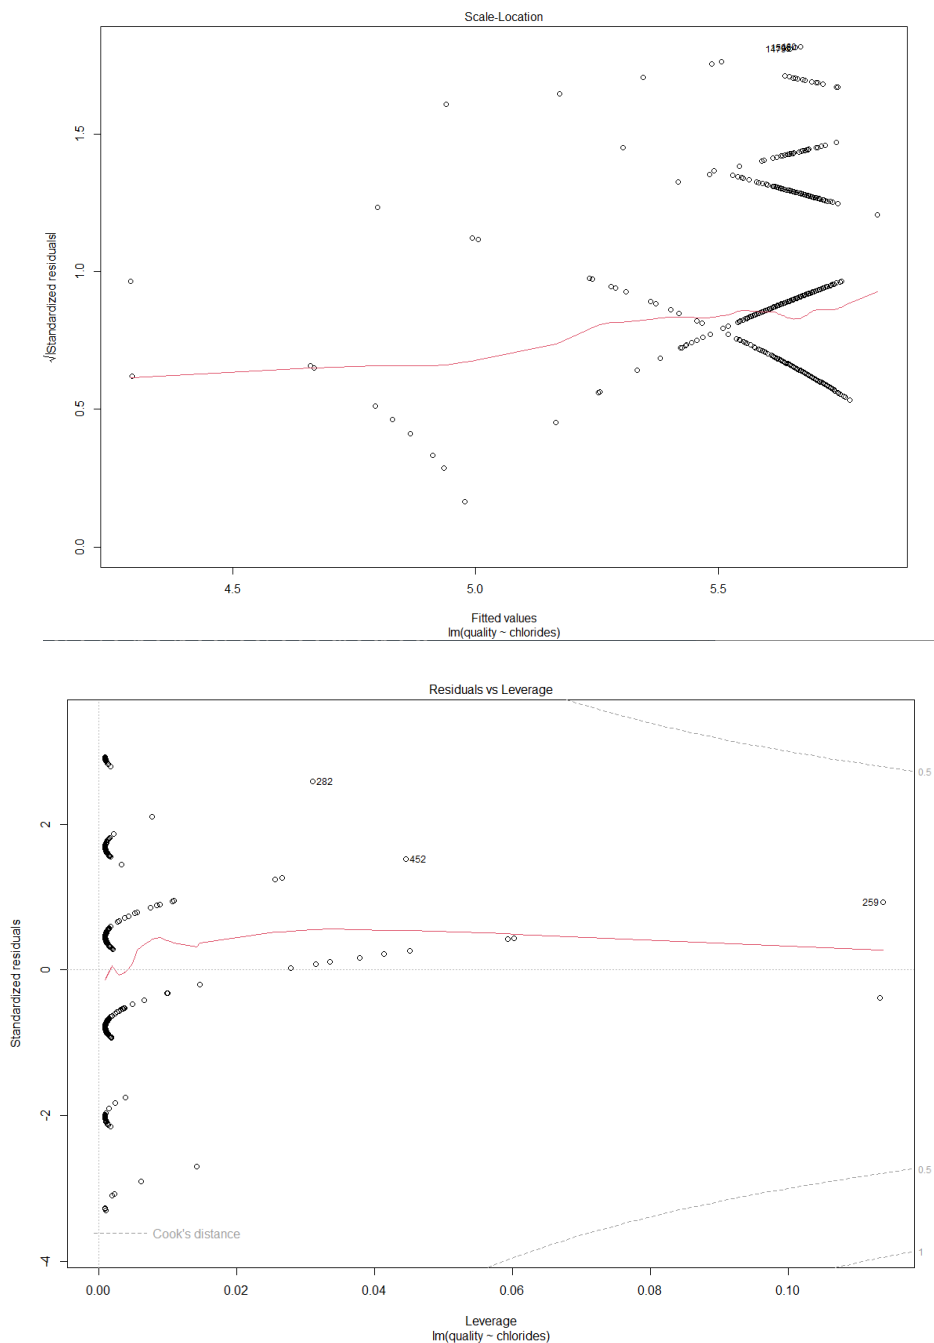 Scale-Location
√|Standardized residuals|
1.5
1.0
0.5
0.0
4.5 5.0 5.5
Fitted values
lm(quality ~ chlorides)
Residuals vs Leverage
Standardized residuals
2
0
-2
-4
282
452
259
0.5
0.5
1
Cook's distance
0.00 0.02 0.04 0.06 0.08 0.10
Leverage
lm(quality ~ chlorides)